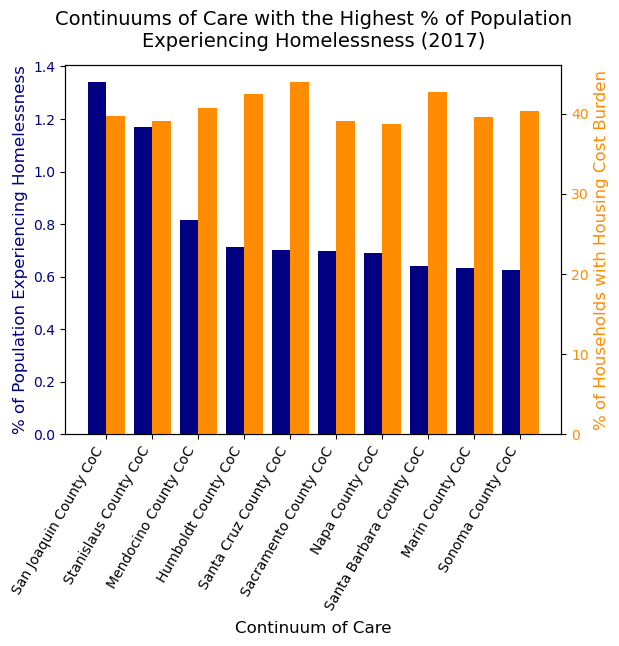 Continuums of Care with the Highest % of Population
Experiencing Homelessness (2017)
% of Population Experiencing Homelessness
1.4
1.2
1.0
0.8
0.6
0.4
0.2
0.0
40
30
20
10
0
% of Households with Housing Cost Burden
San Joaquin County CoC
Stanislaus County CoC
Mendocino County CoC
Humboldt County CoC
Santa Cruz County CoC
Sacramento County CoC
Napa County CoC
Santa Barbara County CoC
Marin County CoC
Sonoma County CoC
Continuum of Care